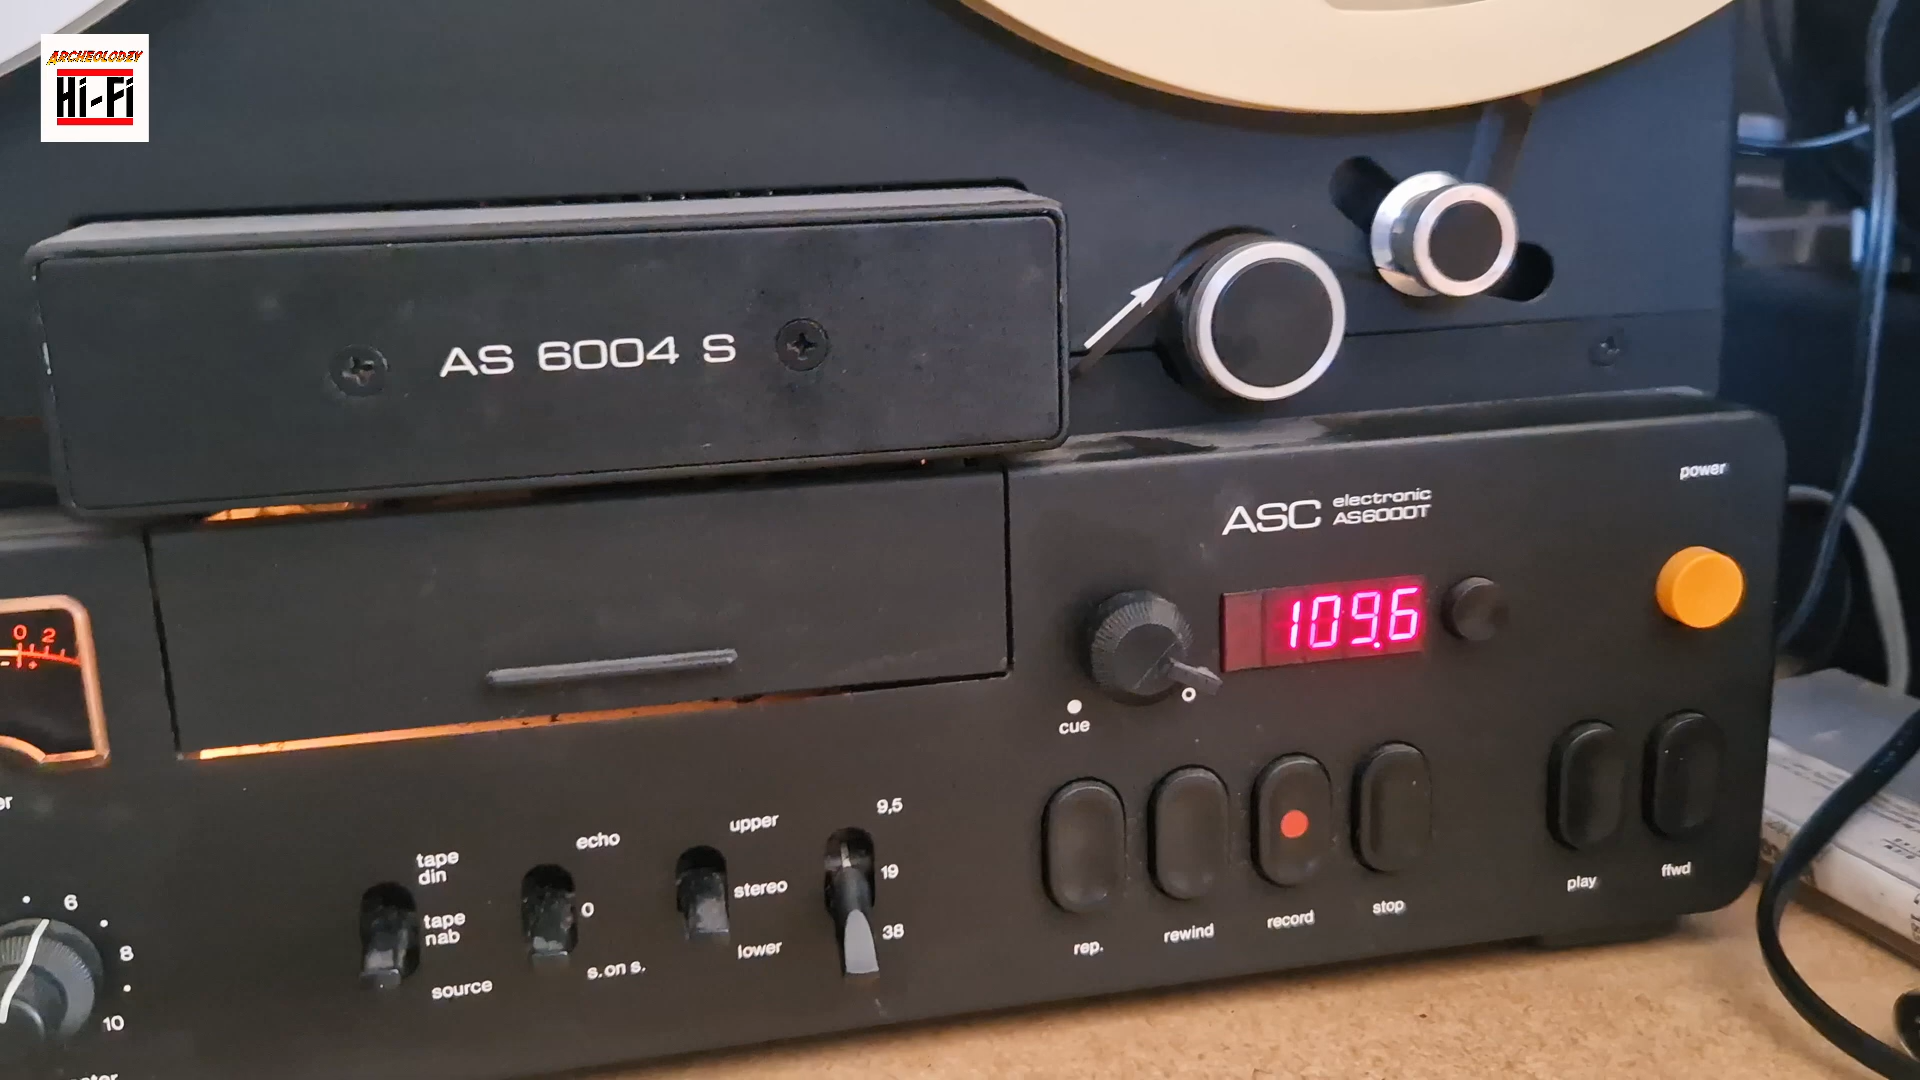 ARCHEOLODZY
Hi-Fi
AS 6004 S
power
ASC electronic
AS6000T
109.6
0 2
- +
cue
0
9,5
upper
echo
tape
din
19
stereo
0
tape
nab
38
lower
s.on s.
source
6
8
10
rep.
rewind
record
stop
play
ffwd